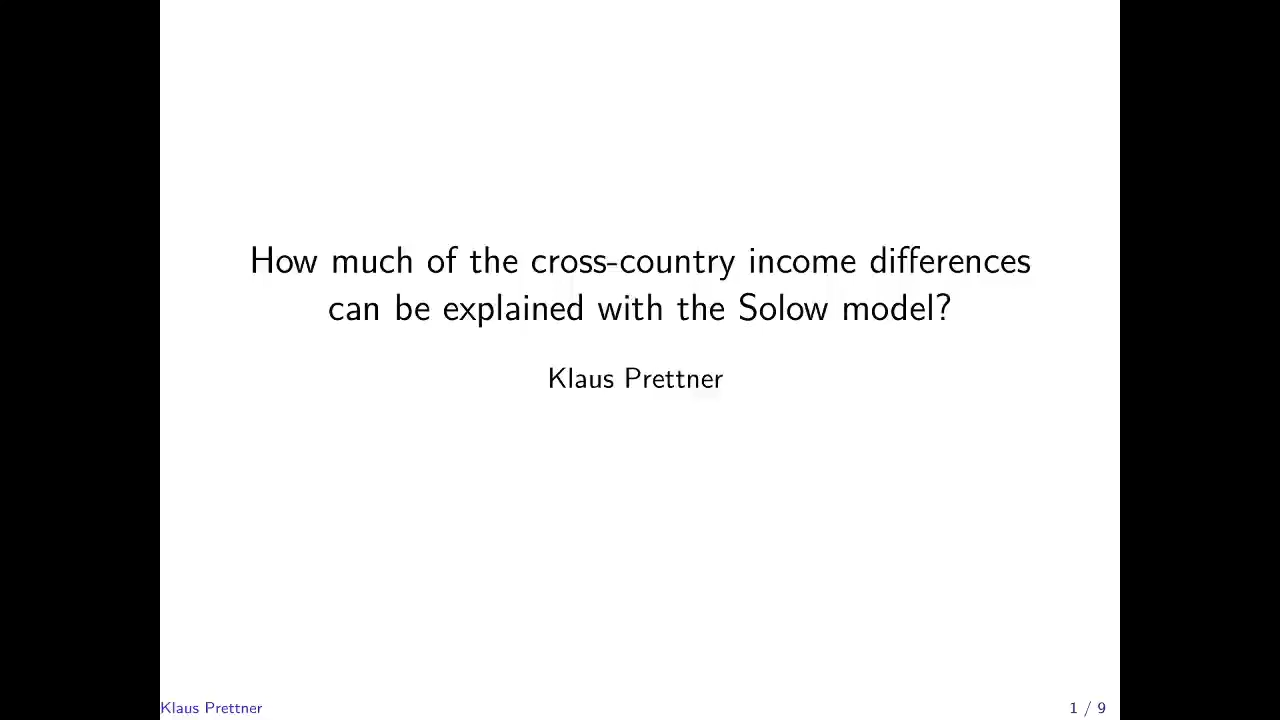 How much of the cross-country income differences
can be explained with the Solow model?
Klaus Prettner
Klaus Prettner
1 / 9